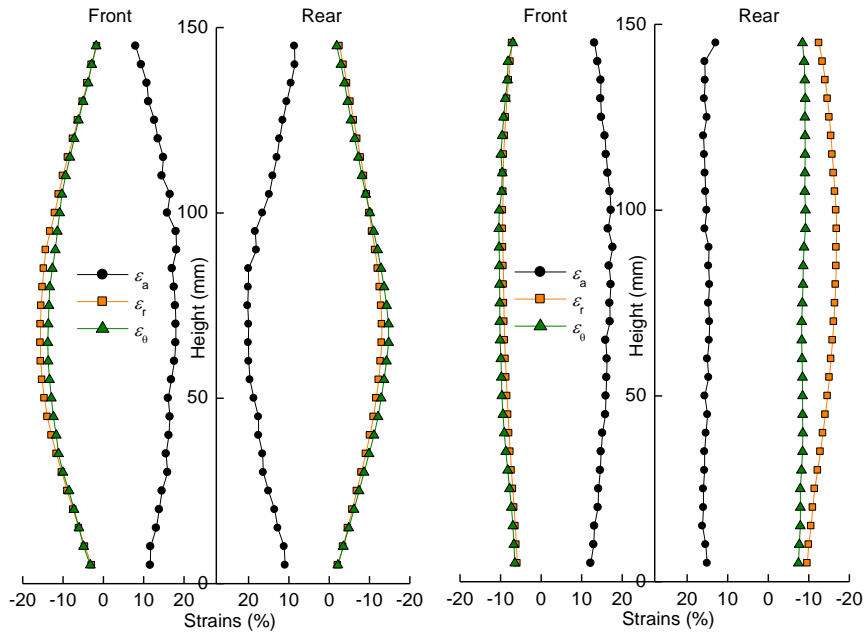 Front Rear Front Rear
150 150
100 100
50 50
0 0
Height (mm) Height (mm)
εa εa
εr εr
εθ εθ
-20 -10 0 10 20 20 10 0 -10 -20 -20 -10 0 10 20 20 10 0 -10 -20
Strains (%) Strains (%)